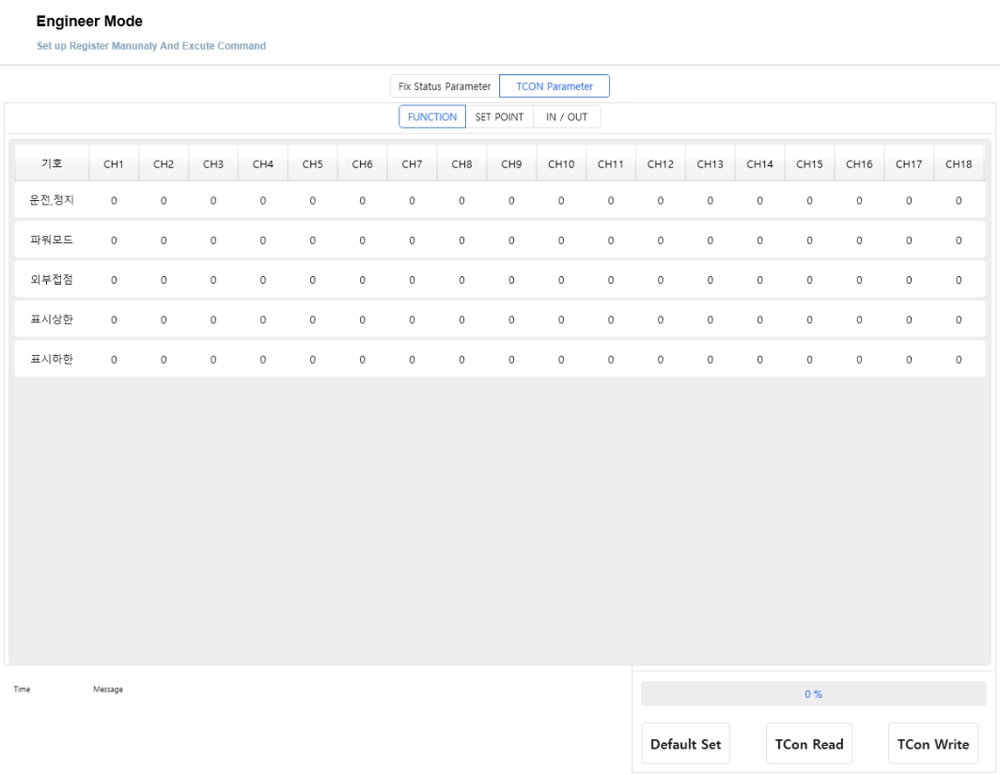 Engineer Mode
Set up Register Manunaly And Excute Command
Fix Status Parameter TCON Parameter
FUNCTION SET POINT IN / OUT
기호 CH1 CH2 CH3 CH4 CH5 CH6 CH7 CH8 CH9 CH10 CH11 CH12 CH13 CH14 CH15 CH16 CH17 CH18
운전,정지 0 0 0 0 0 0 0 0 0 0 0 0 0 0 0 0 0 0
파워모드 0 0 0 0 0 0 0 0 0 0 0 0 0 0 0 0 0 0
외부접점 0 0 0 0 0 0 0 0 0 0 0 0 0 0 0 0 0 0
표시상한 0 0 0 0 0 0 0 0 0 0 0 0 0 0 0 0 0 0
표시하한 0 0 0 0 0 0 0 0 0 0 0 0 0 0 0 0 0 0
Time Message
0 %
Default Set TCon Read TCon Write